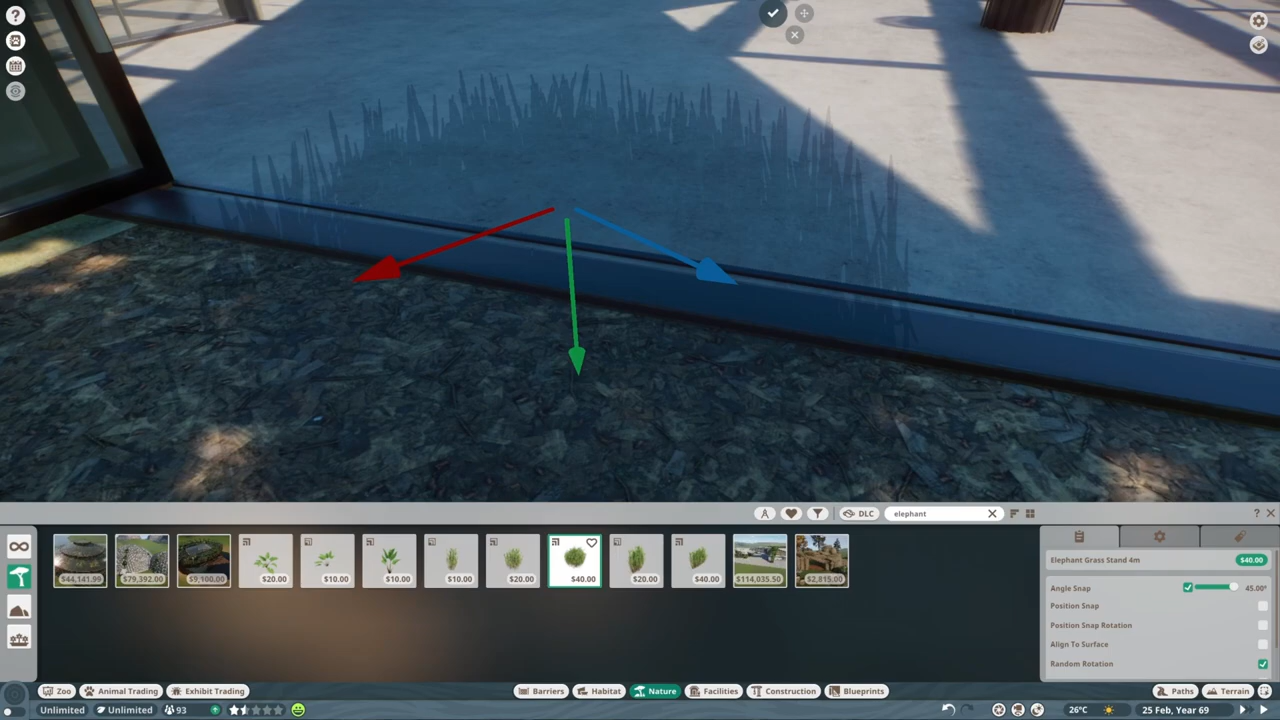 DLC
elephant
?
$44,141.99
$79,392.00
$9,100.00
$20.00
$10.00
$10.00
$10.00
$20.00
$40.00
$20.00
$40.00
$114,035.50
$2,815.00
Elephant Grass Stand 4m
$40.00
Angle Snap
45.00°
Position Snap
Position Snap Rotation
Align To Surface
Random Rotation
Zoo
Animal Trading
Exhibit Trading
Barriers
Habitat
Nature
Facilities
Construction
Blueprints
Paths
Terrain
Unlimited
Unlimited
93
26°C
25 Feb, Year 69